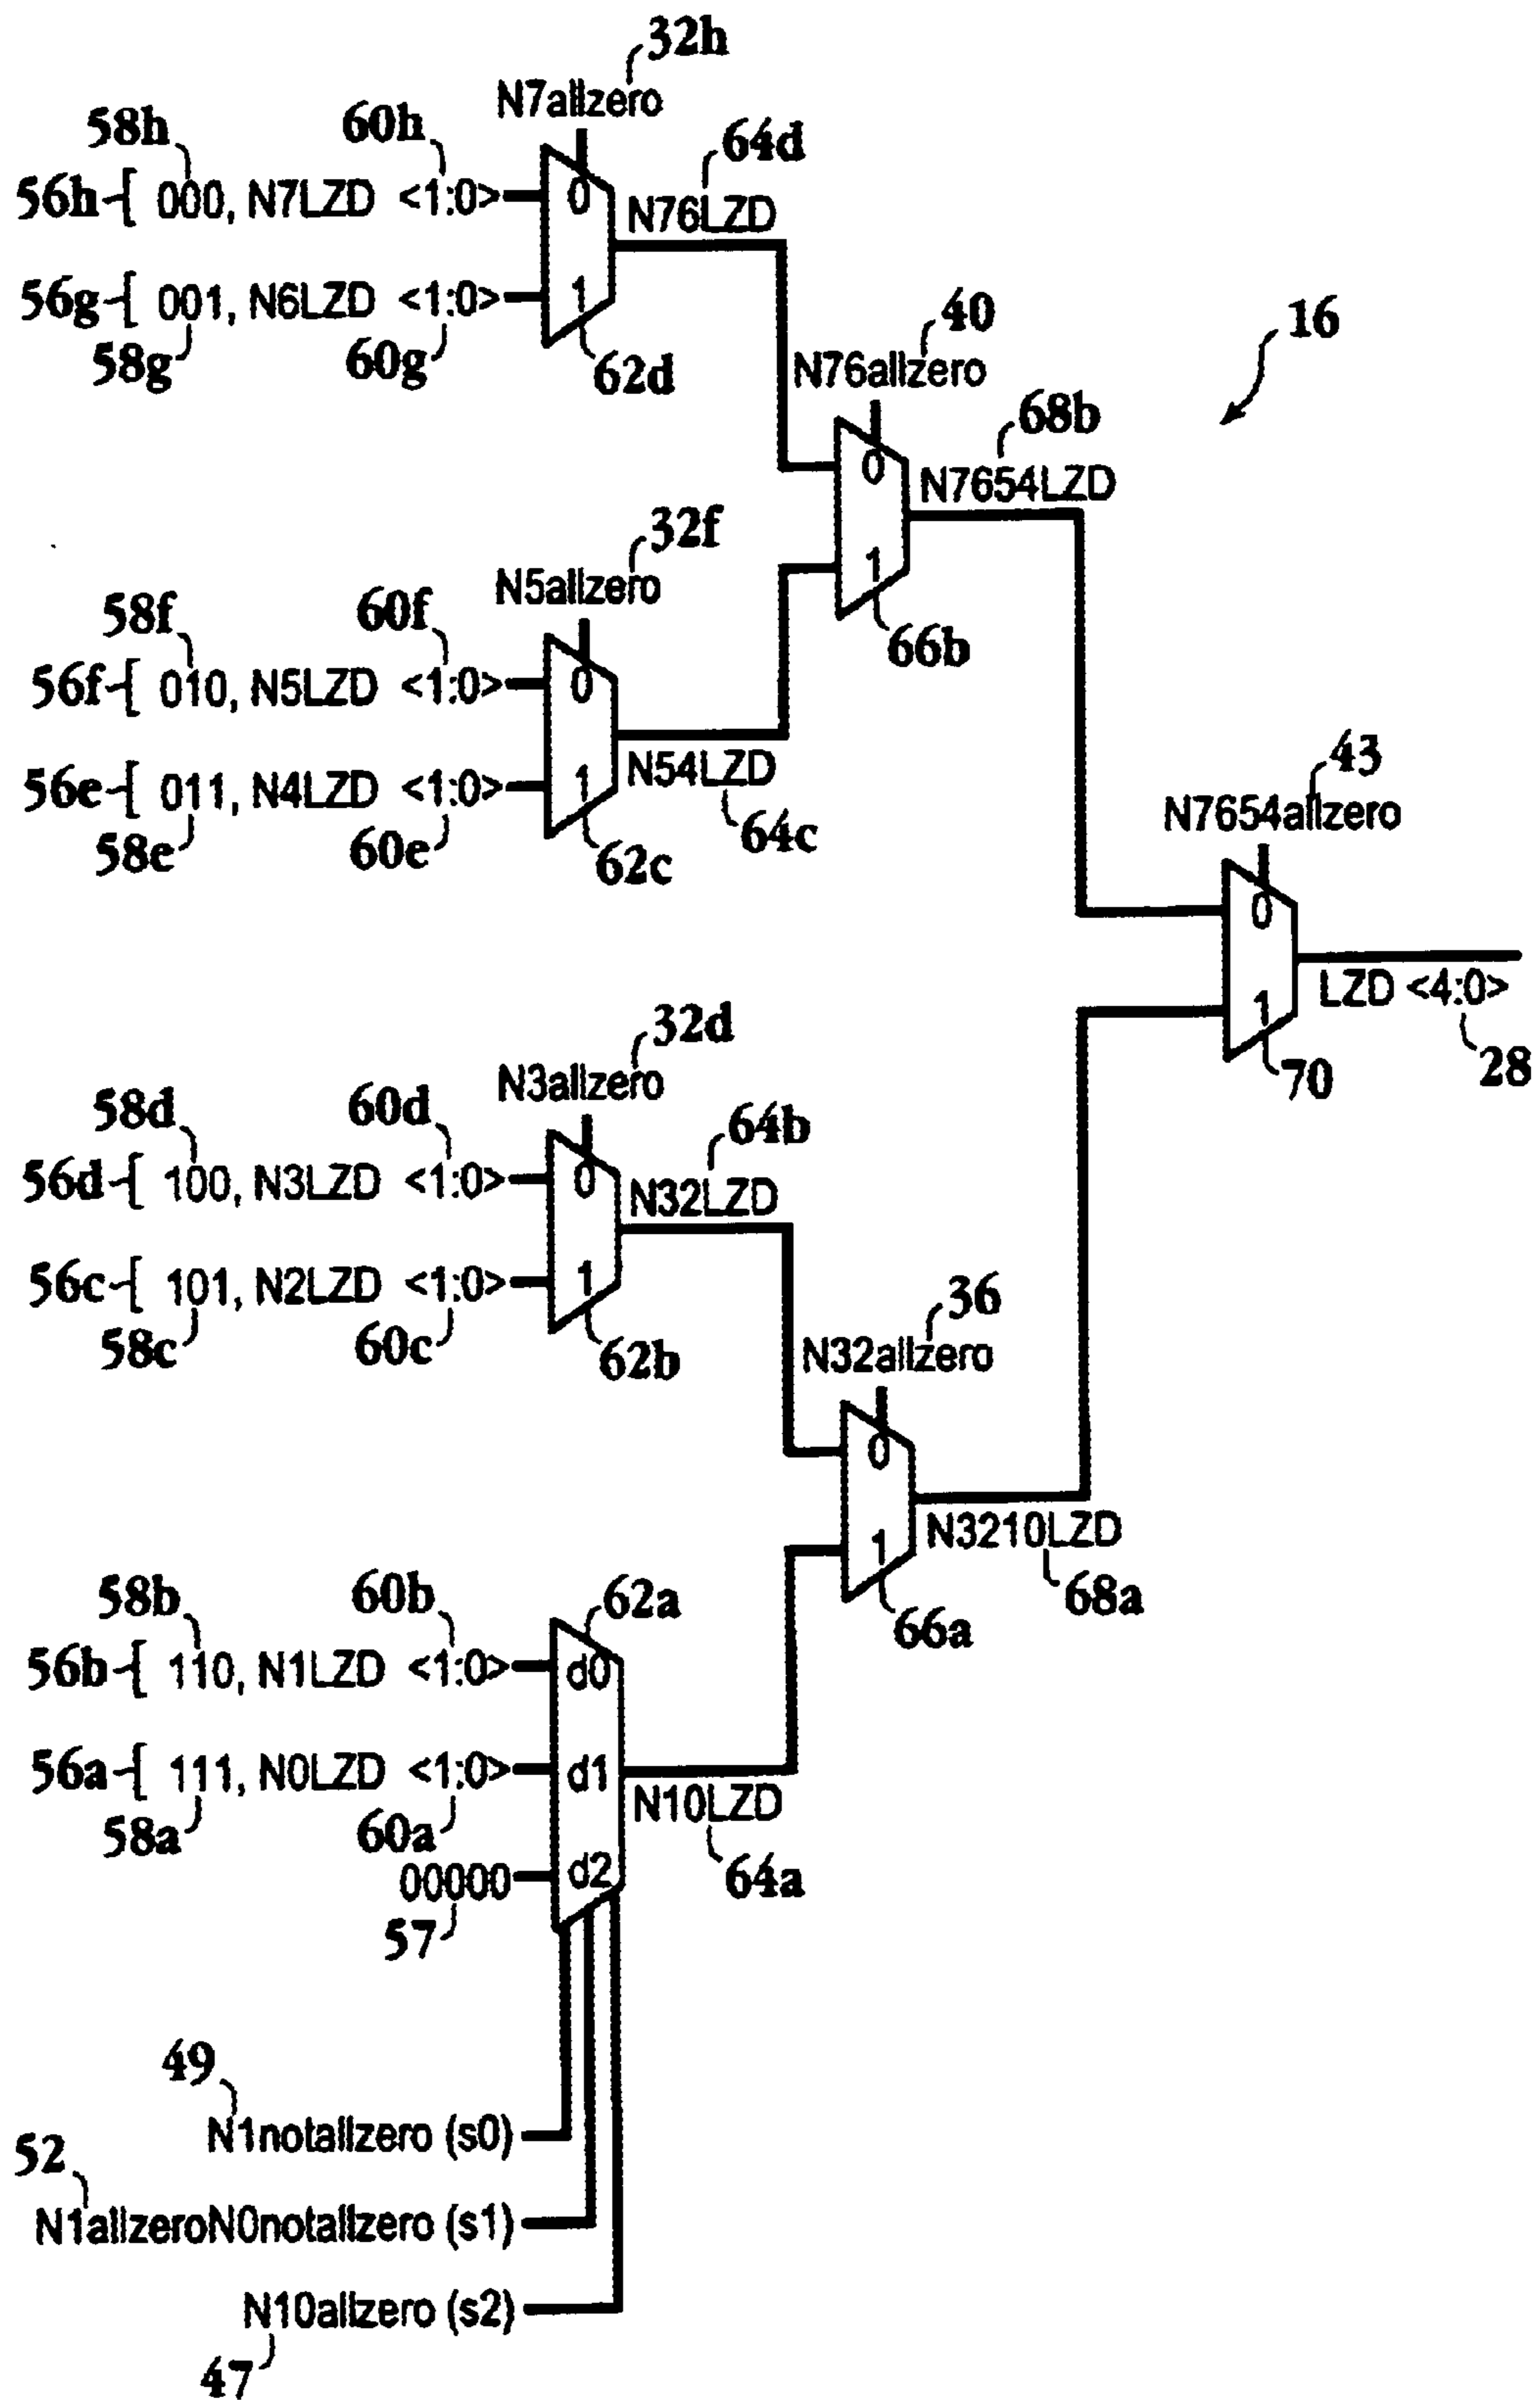 32h
N7allzero
58h
60h
64d
56h { 000, N7LZD <1:0>
0
N76LZD
56g { 001, N6LZD <1:0>
1
58g
60g
62d
40
N76allzero
16
68b
0
N7654LZD
32f
N5allzero
1
58f
60f
66b
56f { 010, N5LZD <1:0>
0
N54LZD
56e { 011, N4LZD <1:0>
1
64c
58e
60e
62c
43
N7654allzero
0
LZD <4:0>
1
28
70
32d
N3allzero
58d
60d
64b
56d { 100, N3LZD <1:0>
0
N32LZD
56c { 101, N2LZD <1:0>
1
58c
60c
62b
36
N32allzero
0
N3210LZD
1
68a
66a
58b
60b
62a
56b { 110, N1LZD <1:0>
d0
56a { 111, N0LZD <1:0>
d1
N10LZD
58a
60a
64a
00000
d2
57
49
N1notallzero (s0)
52
N1allzeroN0notallzero (s1)
N10allzero (s2)
47